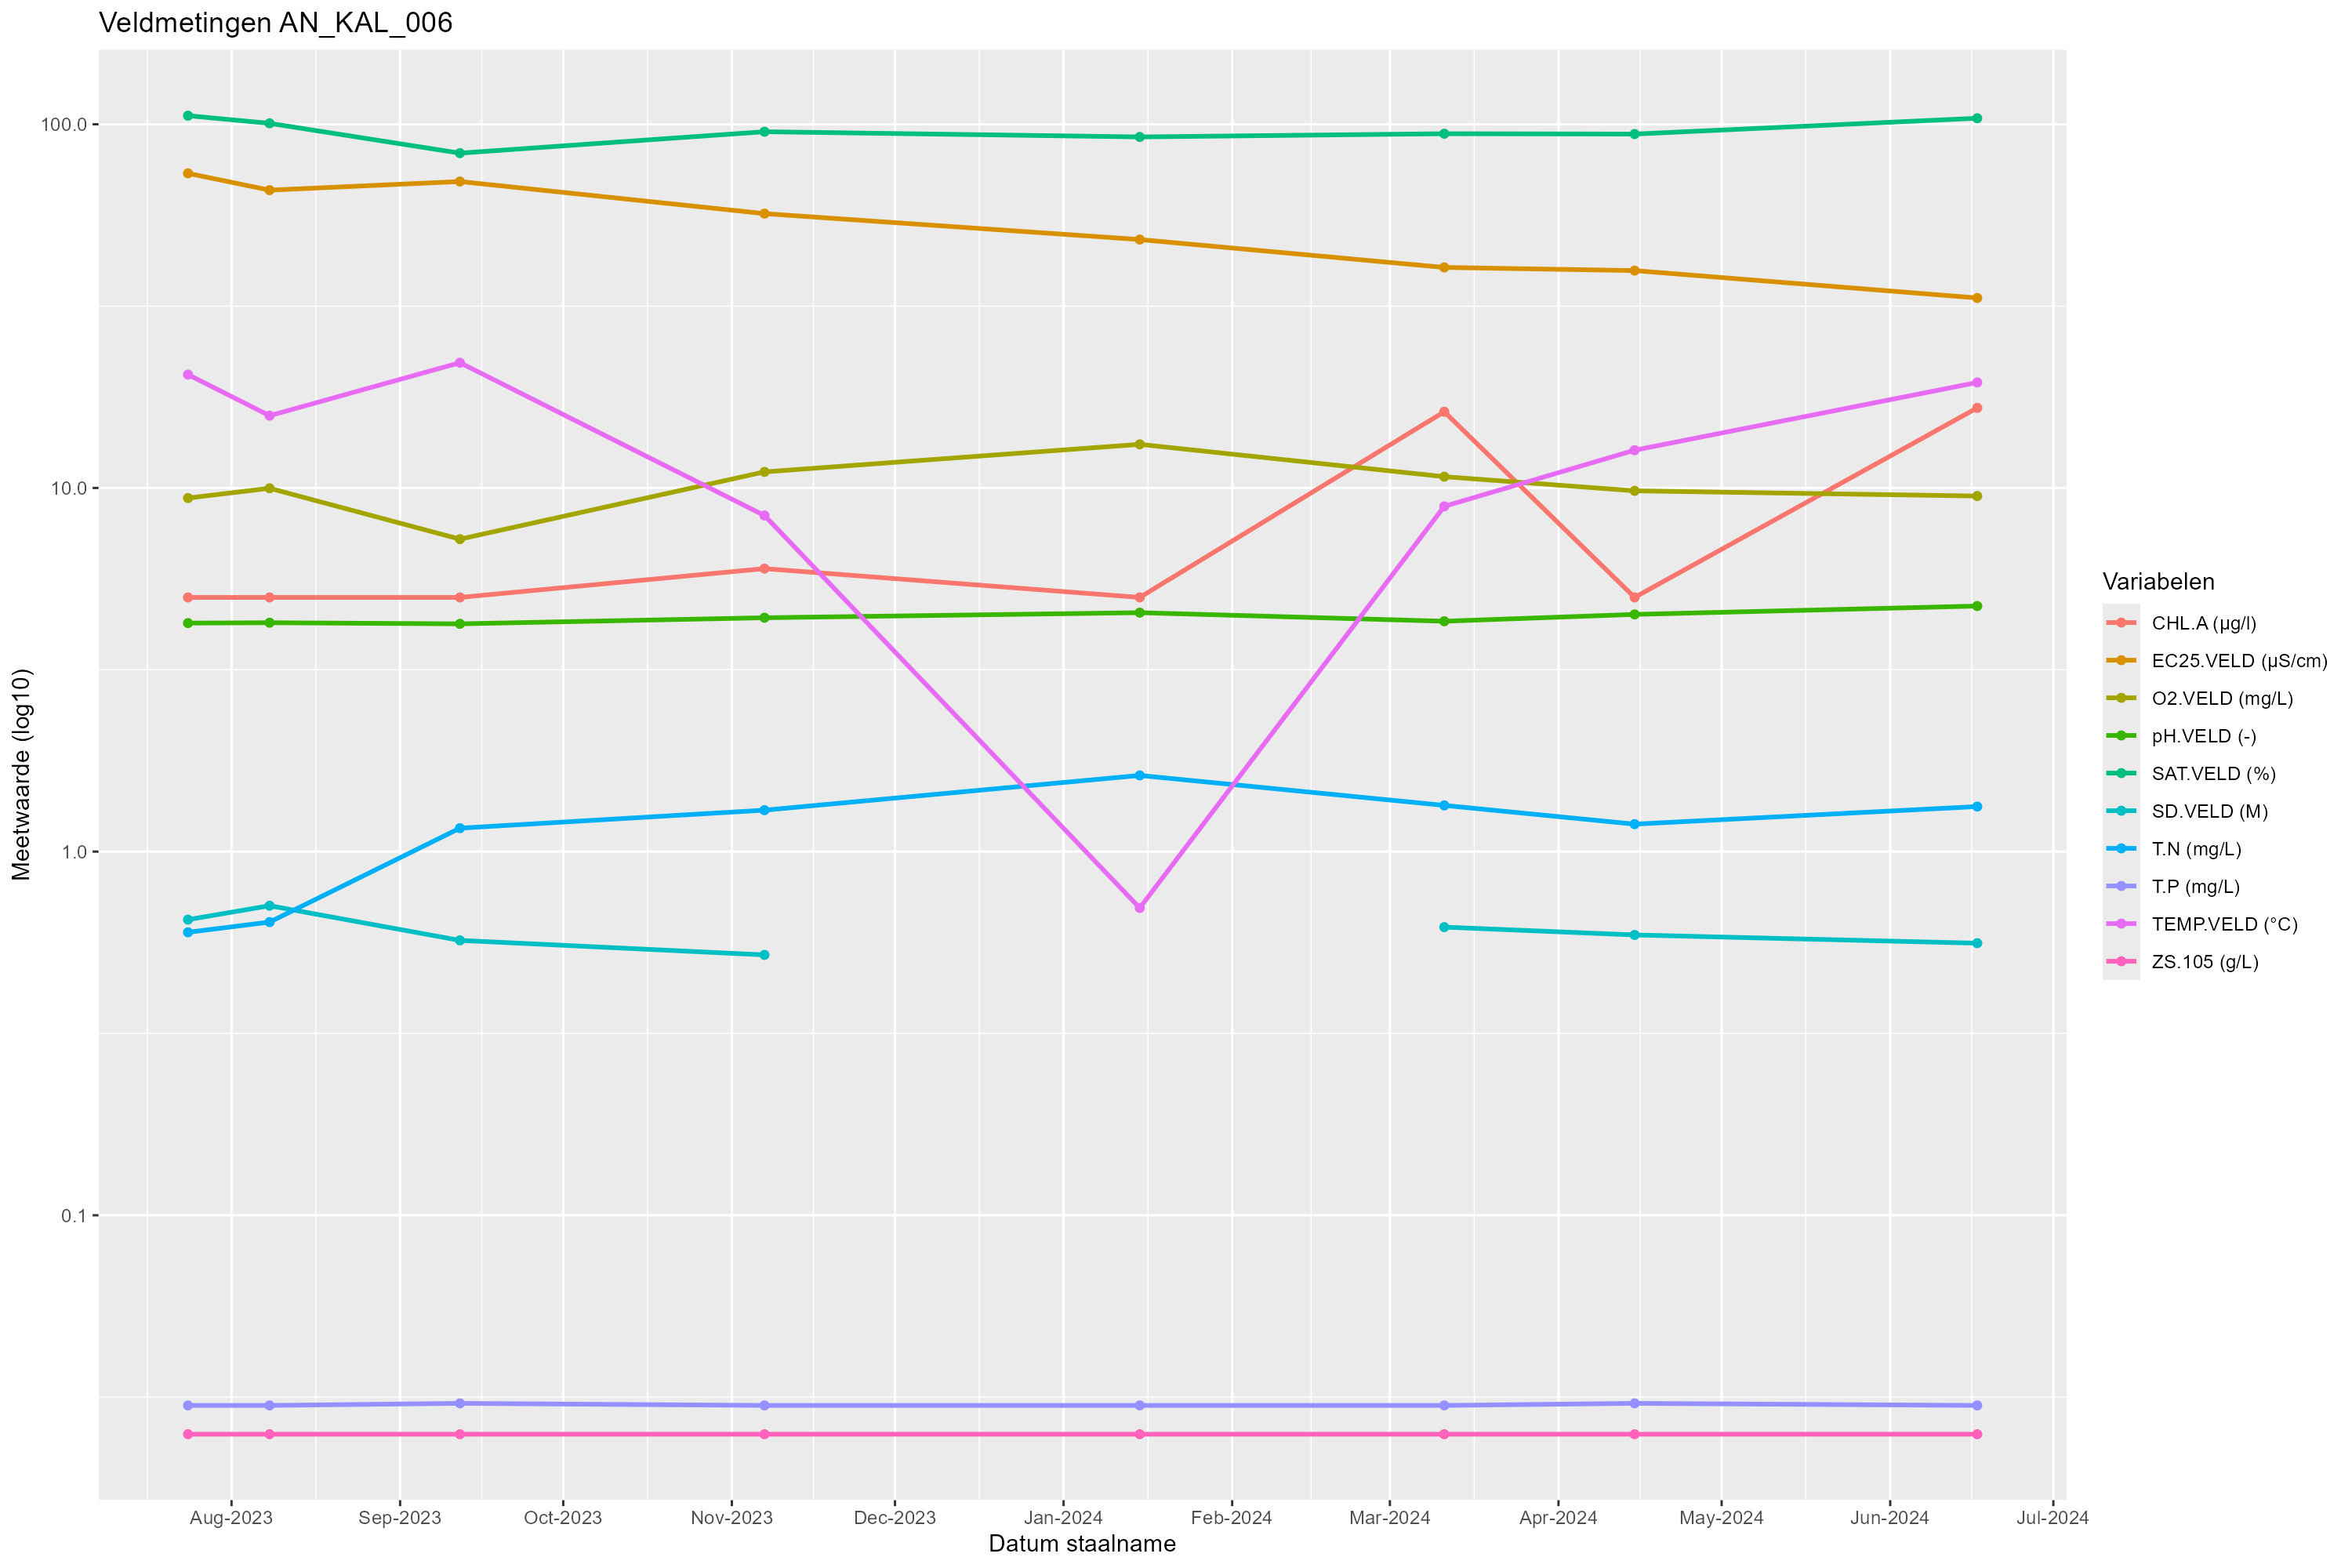 Veldmetingen AN_KAL_006
100.0
10.0
1.0
0.1
Meetwaarde (log10)
Aug-2023 Sep-2023 Oct-2023 Nov-2023 Dec-2023 Jan-2024 Feb-2024 Mar-2024 Apr-2024 May-2024 Jun-2024 Jul-2024
Datum staalname
Variabelen
CHL.A (µg/l)
EC25.VELD (µS/cm)
O2.VELD (mg/L)
pH.VELD (-)
SAT.VELD (%)
SD.VELD (M)
T.N (mg/L)
T.P (mg/L)
TEMP.VELD (°C)
ZS.105 (g/L)